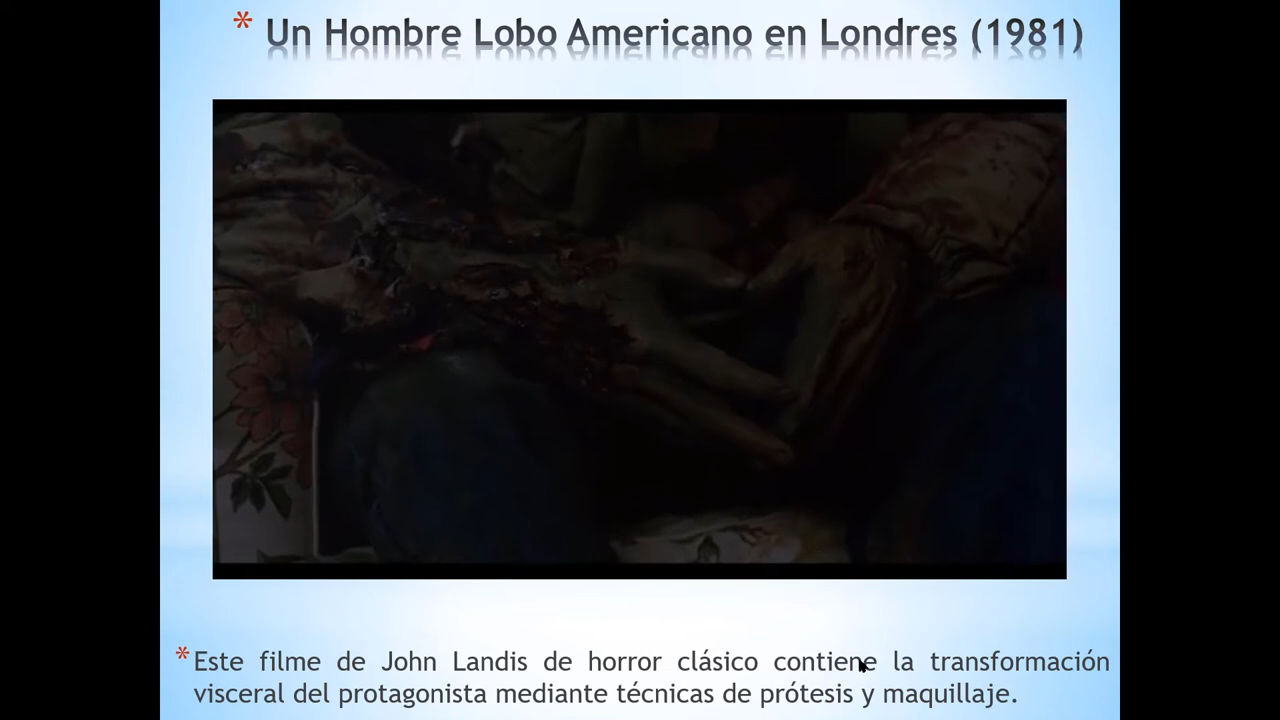 * Un Hombre Lobo Americano en Londres (1981)
* Este filme de John Landis de horror clásico contiene la transformación
visceral del protagonista mediante técnicas de prótesis y maquillaje.